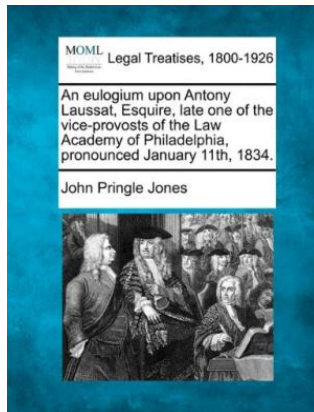 MOML
Legal Treatises, 1800-1926
An eulogium upon Antony
Laussat, Esquire, late one of the
vice-provosts of the Law
Academy of Philadelphia,
pronounced January 11th, 1834.
John Pringle Jones